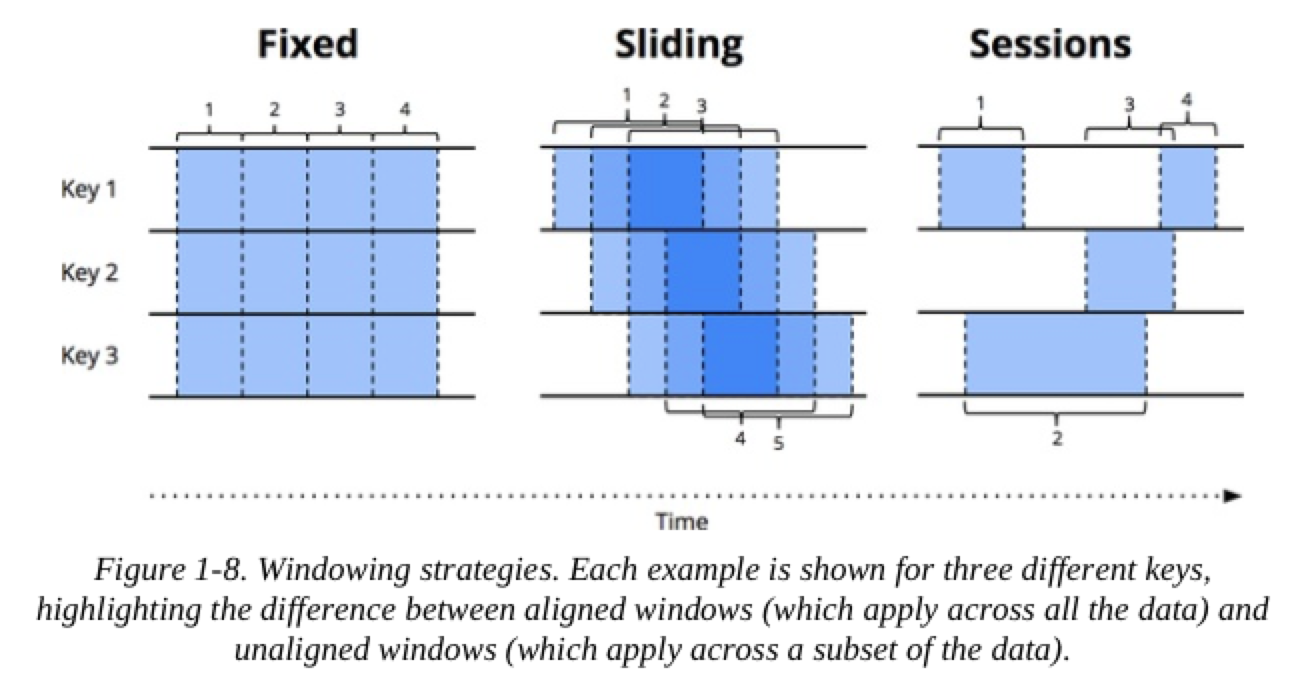 Fixed Sliding Sessions
1 2 3 4 1 2 3 1 3 4
Key 1
Key 2
Key 3
4 5 2
Time
Figure 1-8. Windowing strategies. Each example is shown for three different keys,
highlighting the difference between aligned windows (which apply across all the data) and
unaligned windows (which apply across a subset of the data).